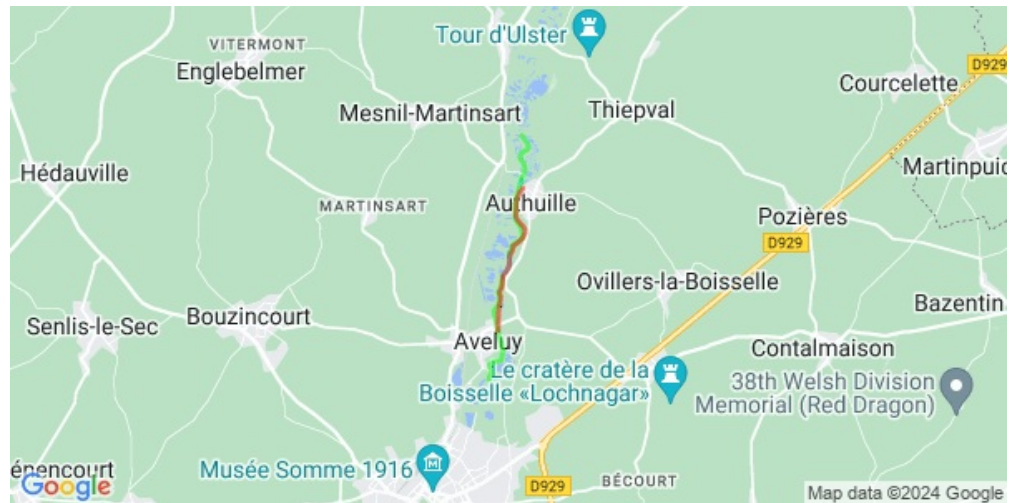 Tour d'Ulster
D929
VITERMONT
Englebelmer
Courcelette
Mesnil-Martinsart
Thiepval
Martinpuic
Hédauville
Authuille
MARTINSART
Pozières
D929
Ovillers-la-Boisselle
Bazentin
Senlis-le-Sec
Bouzincourt
Aveluy
Contalmaison
Le cratère de la
Boisselle «Lochnagar»
38th Welsh Division
Memorial (Red Dragon)
Musée Somme 1916
énencourt
Google
D929
BÉCOURT
Map data ©2024 Google